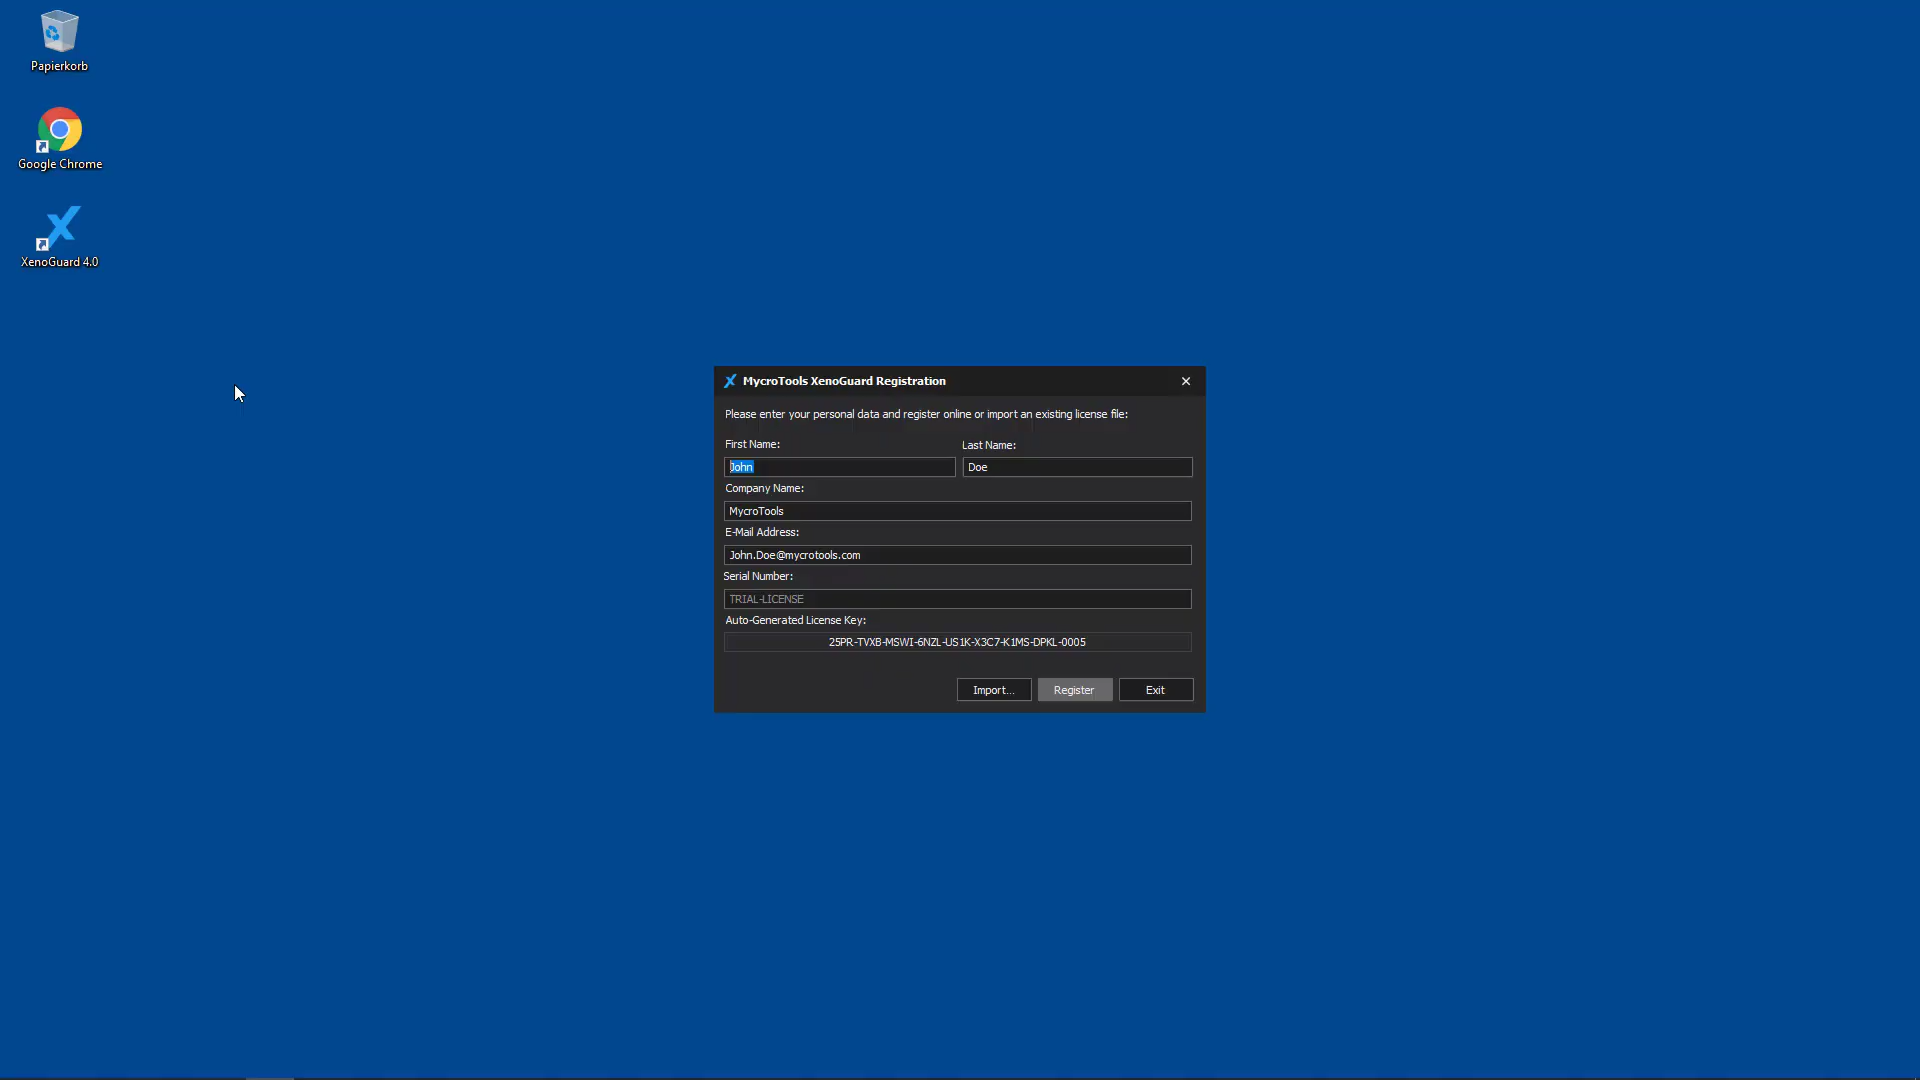 Papierkorb
Google Chrome
XenoGuard 4.0
MycroTools XenoGuard Registration
Please enter your personal data and register online or import an existing license file:
First Name:
Last Name:
John
Doe
Company Name:
MycroTools
E-Mail Address:
John.Doe@mycrotools.com
Serial Number:
TRIAL-LICENSE
Auto-Generated License Key:
25PR-TVXB-MSWI-6NZL-US1K-X3C7-K1MS-DPKL-0005
Import...
Register
Exit